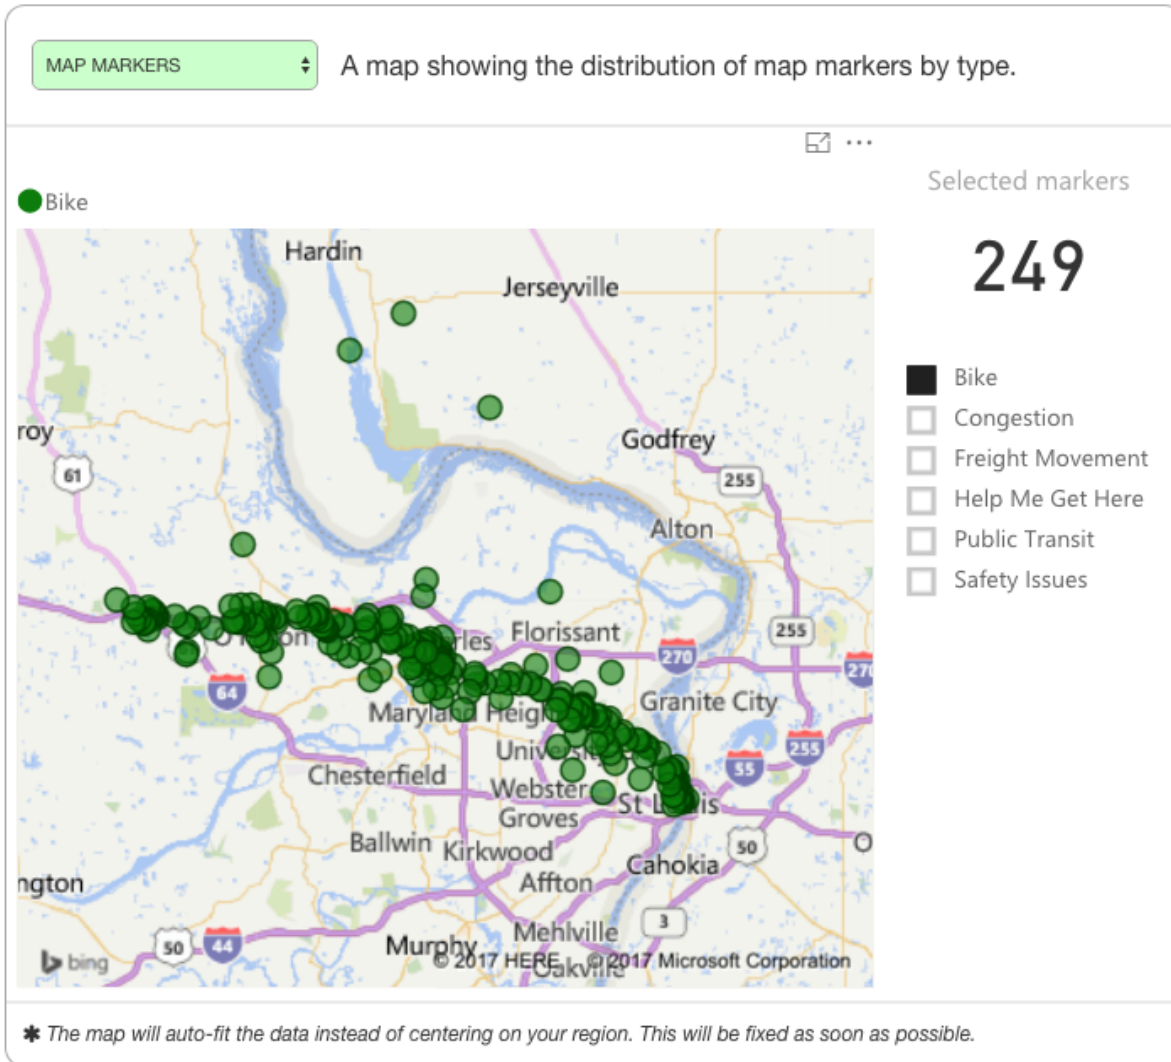 MAP MARKERS
A map showing the distribution of map markers by type.
Selected markers
249
Bike
Hardin
Jerseyville
Godfrey
roy
61
255
Alton
Florissant
255
270
270
64
Granite City
Maryland Heigh
255
55
Chesterfield
Webster
Groves
Ballwin
Kirkwood
50
O
Cahokia
ngton
Affton
3
Mehlville
50
44
Murphy
Oakville
bing
© 2017 HERE
© 2017 Microsoft Corporation
Bike
Congestion
Freight Movement
Help Me Get Here
Public Transit
Safety Issues
✱ The map will auto-fit the data instead of centering on your region. This will be fixed as soon as possible.